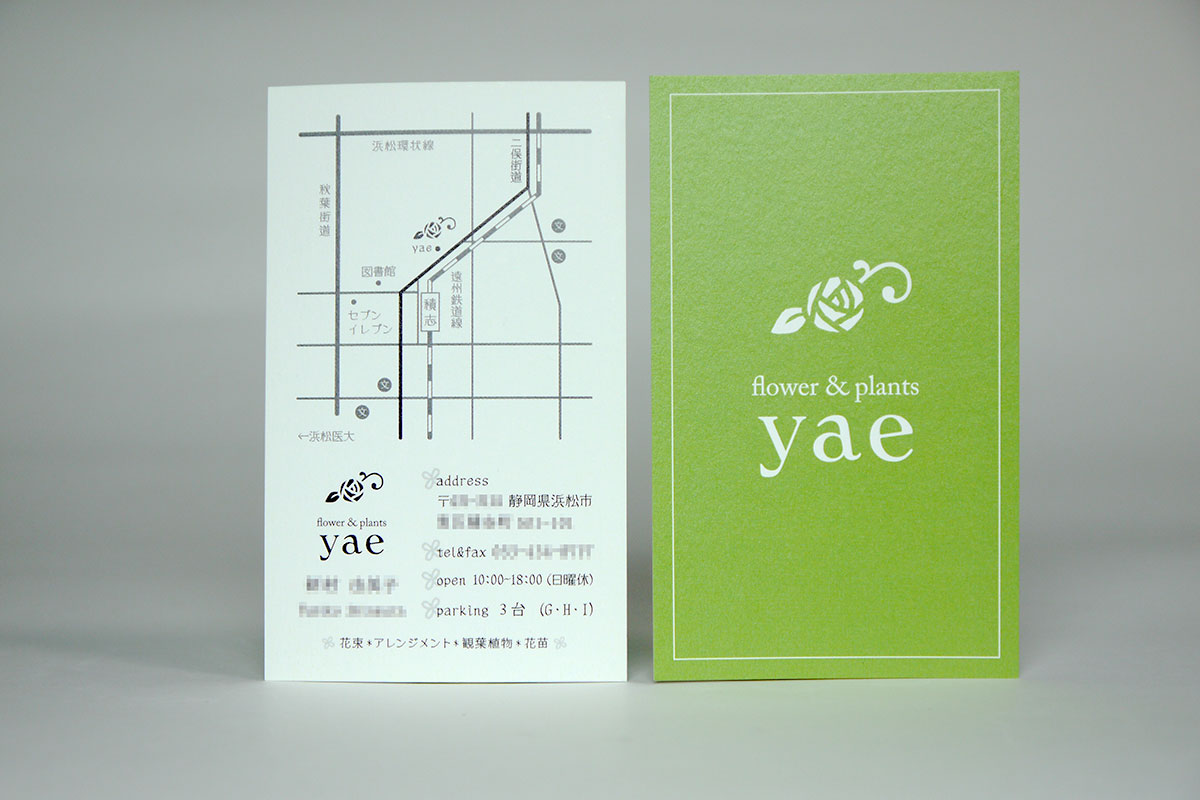 浜松環状線
二俣街道
秋葉街道
yae
文
文
図書館
遠州鉄道線
積志
セブン
イレブン
文
文
←浜松医大
flower & plants
yae
address
〒 静岡県浜松市
tel&fax
open 10:00-18:00 (日曜休)
parking 3台 (G・H・I)
花束*アレンジメント*観葉植物*花苗
flower & plants
yae